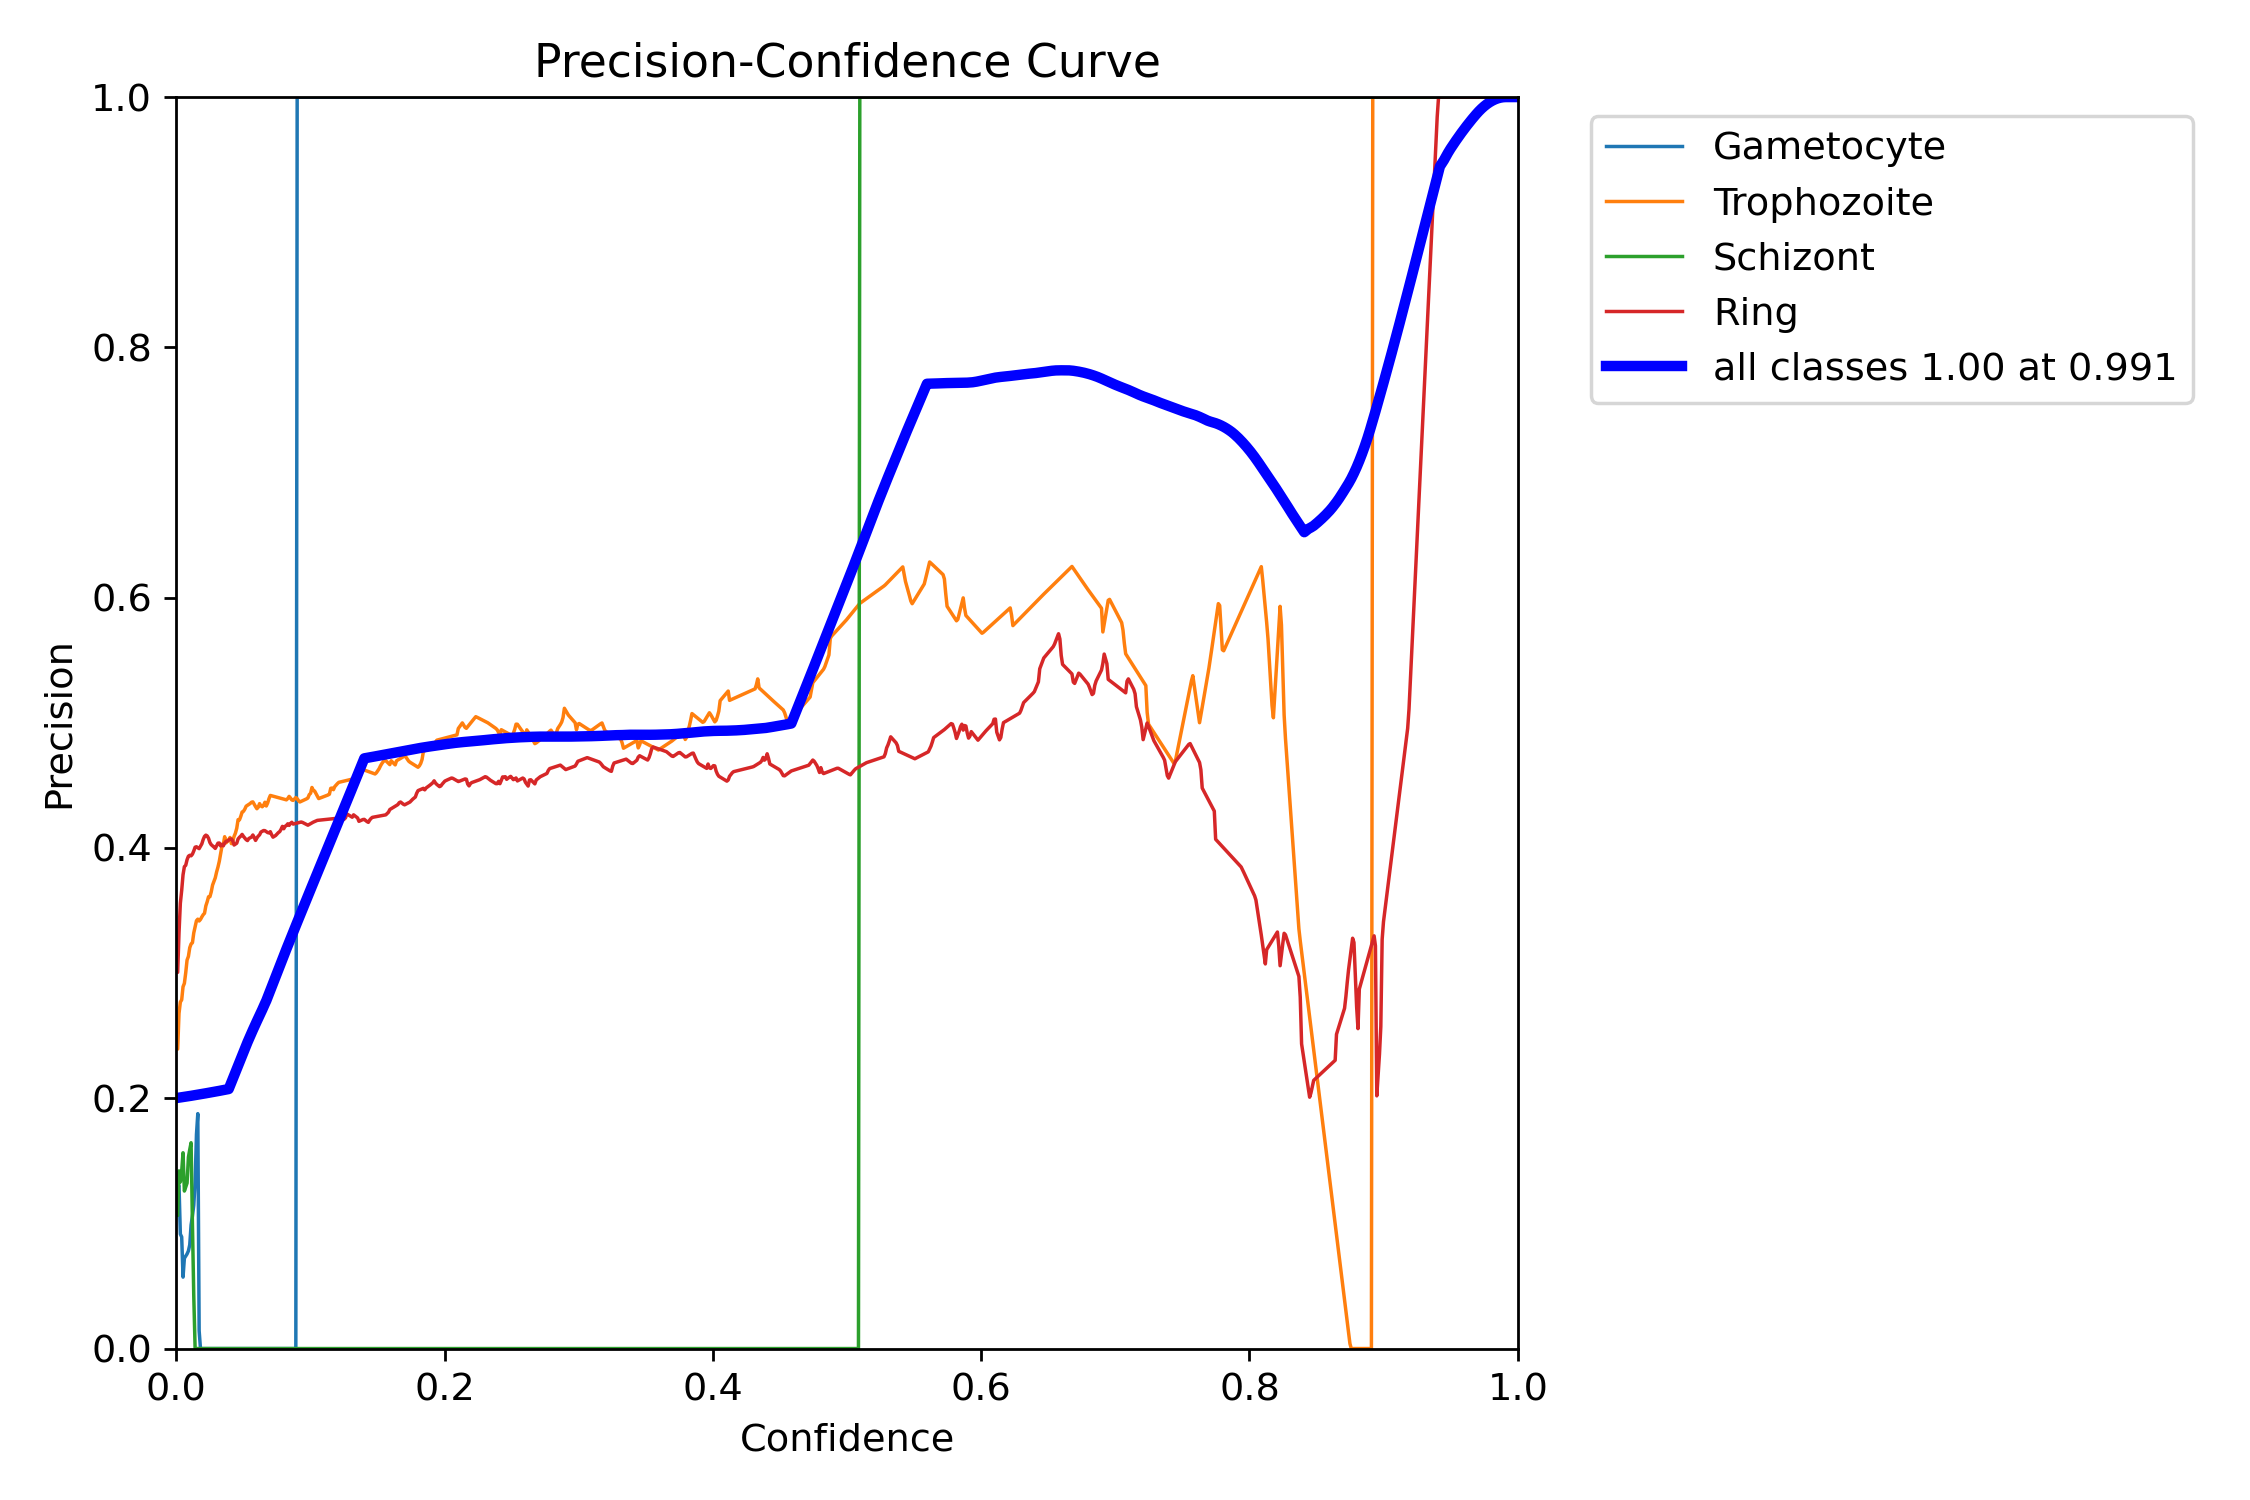 Precision-Confidence Curve
1.0
0.8
0.6
0.4
0.2
0.0
Precision
0.0 0.2 0.4 0.6 0.8 1.0
Confidence
Gametocyte
Trophozoite
Schizont
Ring
all classes 1.00 at 0.991